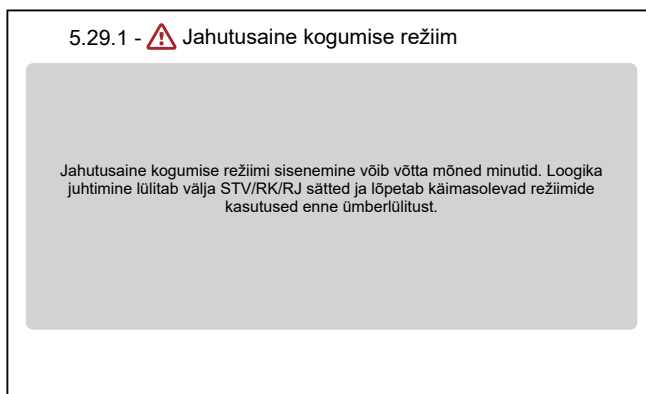 5.29.1 - Jahutusaine kogumise režiim
Jahutusaine kogumise režiimi sisenemine võib võtta mõned minutid. Loogika
juhtimine lülitab välja STV/RK/RJ sätted ja lõpetab käimasolevad režiimide
kasutused enne ümberlülitust.